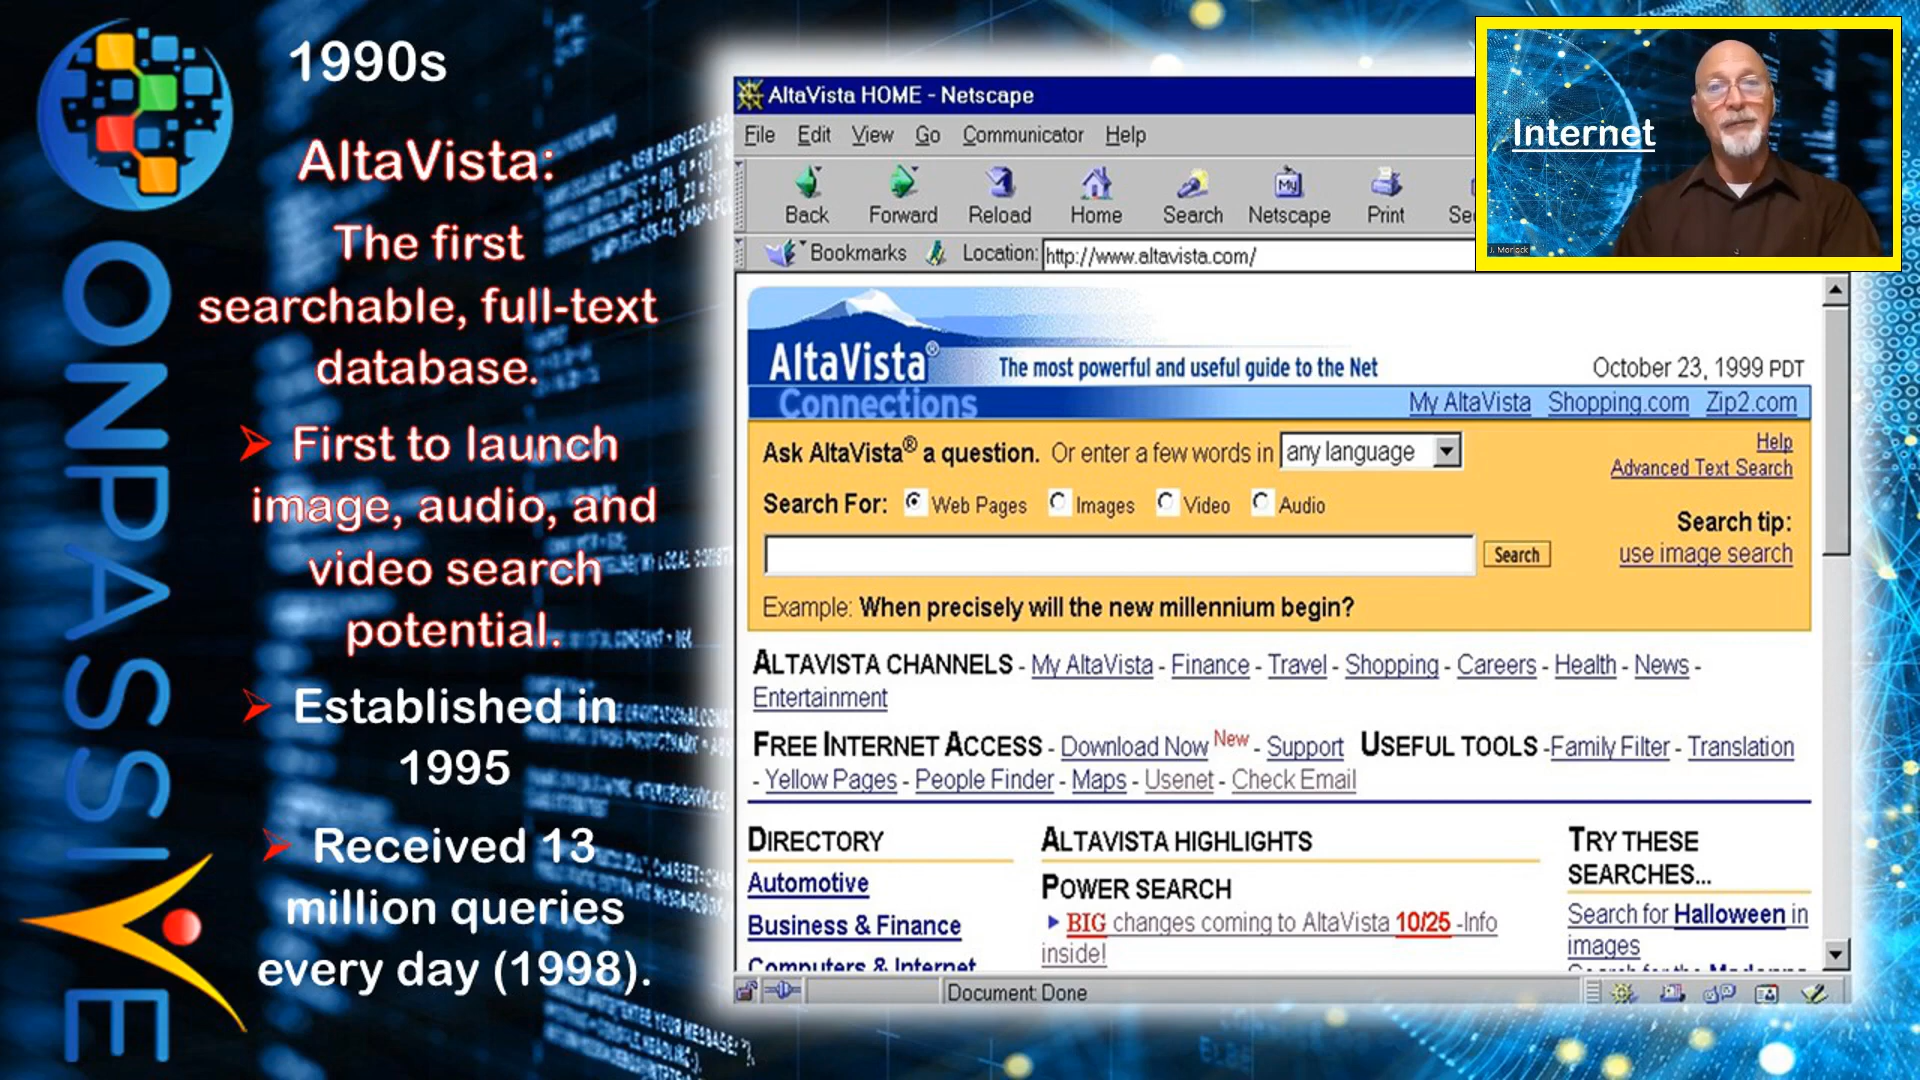 1990s
AltaVista:
The first
searchable, full-text
database.
First to launch
image, audio, and
video search
potential.
Established in
1995
Received 13
million queries
every day (1998).
ONPASSIVE
AltaVista HOME - Netscape
File Edit View Go Communicator Help
Back Forward Reload Home Search Netscape Print
Bookmarks Location: http://www.altavista.com/
Internet
J. Morlock
AltaVista® The most powerful and useful guide to the Net October 23, 1999 PDT
Connections My AltaVista Shopping.com Zip2.com
Ask AltaVista® a question. Or enter a few words in any language Help
Advanced Text Search
Search For: Web Pages Images Video Audio
Search tip:
Search use image search
Example: When precisely will the new millennium begin?
ALTAVISTA CHANNELS - My AltaVista - Finance - Travel - Shopping - Careers - Health - News -
Entertainment
FREE INTERNET ACCESS - Download Now New - Support USEFUL TOOLS -Family Filter - Translation
- Yellow Pages - People Finder - Maps - Usenet - Check Email
DIRECTORY
Automotive
Business & Finance
Computers & Internet
ALTAVISTA HIGHLIGHTS
POWER SEARCH
BIG changes coming to AltaVista 10/25 -Info
inside!
TRY THESE
SEARCHES...
Search for Halloween in
images
Document: Done